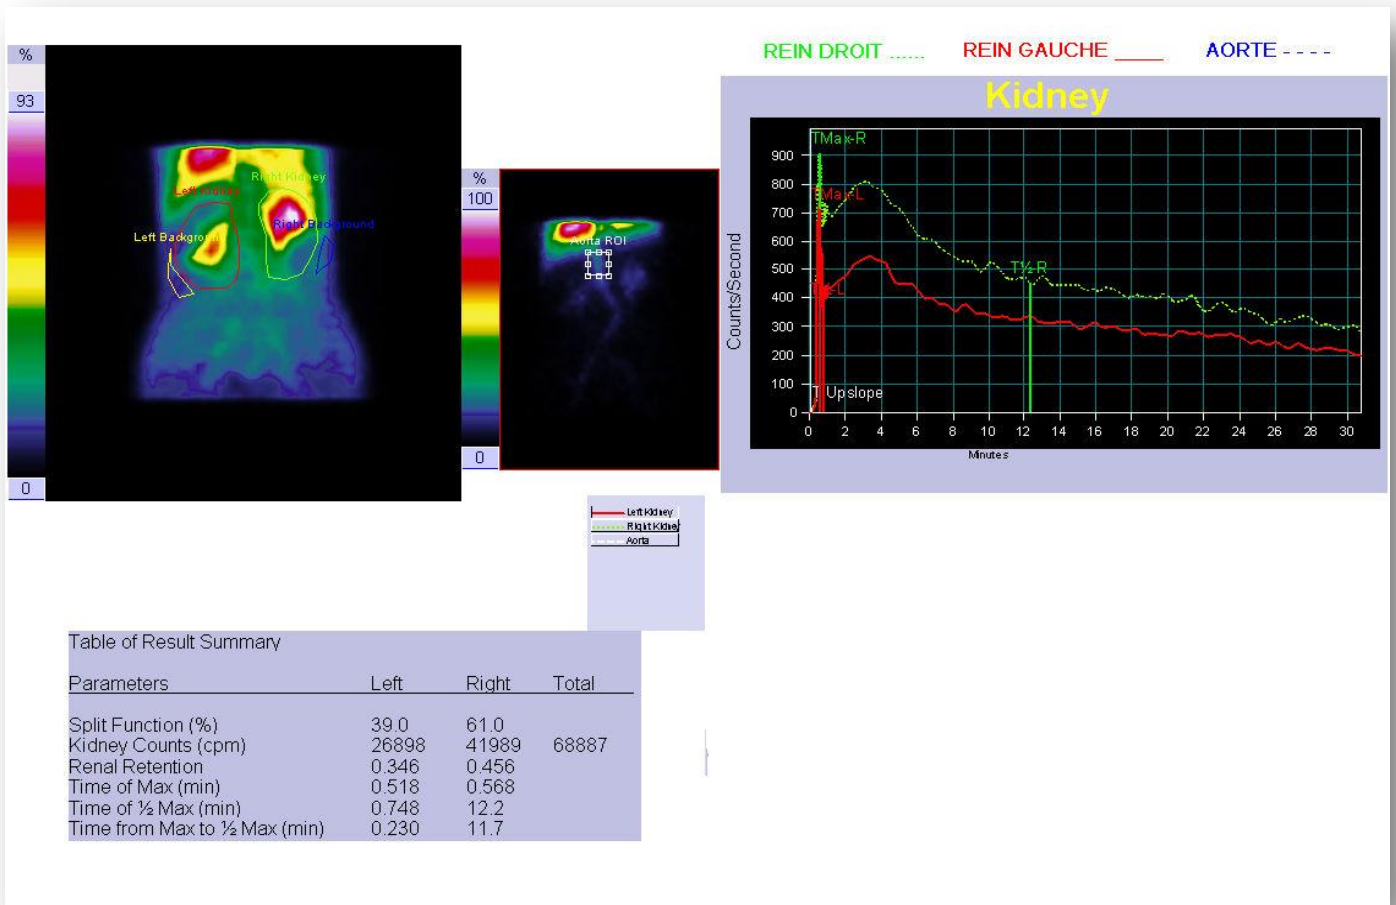 REIN DROIT ...... REIN GAUCHE ____ AORTE - - - -
Kidney
%
93
0
Left Kidney
Right Kidney
Left Background
Right Background
%
100
0
Aorta ROI
TMax-R
TMax-L
T½-R
T Upslope
Counts/Second
900
800
700
600
500
400
300
200
100
0
0 2 4 6 8 10 12 14 16 18 20 22 24 26 28 30
Minutes
Left Kidney
Right Kidney
Aorta
Table of Result Summary
Parameters Left Right Total
Split Function (%) 39.0 61.0
Kidney Counts (cpm) 26898 41989 68887
Renal Retention 0.346 0.456
Time of Max (min) 0.518 0.568
Time of ½ Max (min) 0.748 12.2
Time from Max to ½ Max (min) 0.230 11.7